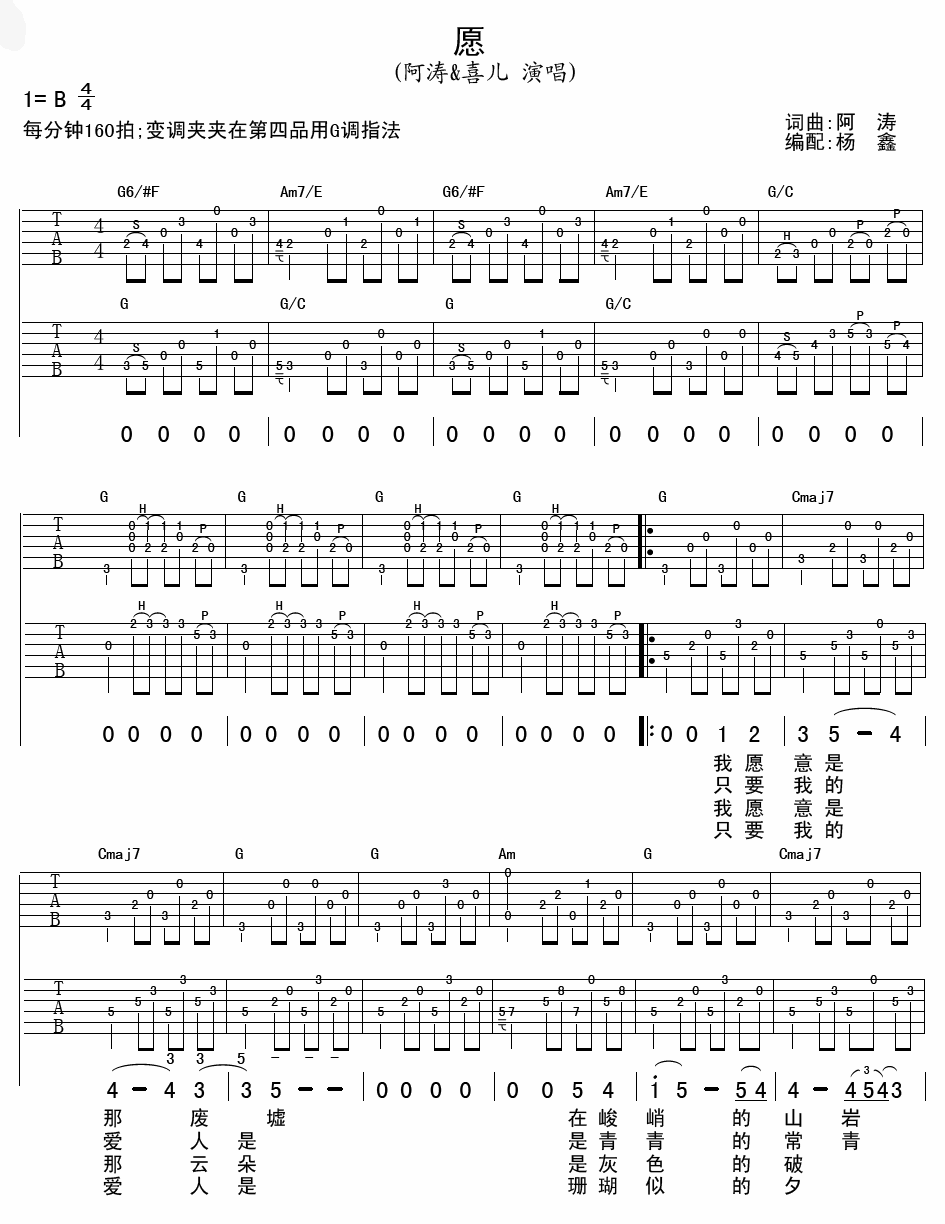 愿
(阿涛&喜儿 演唱)
1= B 4/4
每分钟160拍;变调夹夹在第四品用G调指法
词曲:阿 涛
编配:杨 鑫
G6/#F Am7/E G6/#F Am7/E G/C
G G/C G G/C
0 0 0 0 0 0 0 0 0 0 0 0 0 0 0 0 0 0 0 0
G G G G G Cmaj7
0 0 0 0 0 0 0 0 0 0 0 0 0 0 0 0 0 0 1 2 3 5 - 4
我 愿 意 是
只 要 我 的
我 愿 意 是
只 要 我 的
Cmaj7 G G Am G Cmaj7
3 3 5 - -
4 - 4 3 3 5 - - 0 0 0 0 0 0 5 4 1 5 - 5 4 4 - 4 5 4 3
那 废 墟 在 峻 峭 的 山 岩
爱 人 是 是 青 青 的 常 青
那 云 朵 是 灰 色 的 破
爱 人 是 珊 瑚 似 的 夕